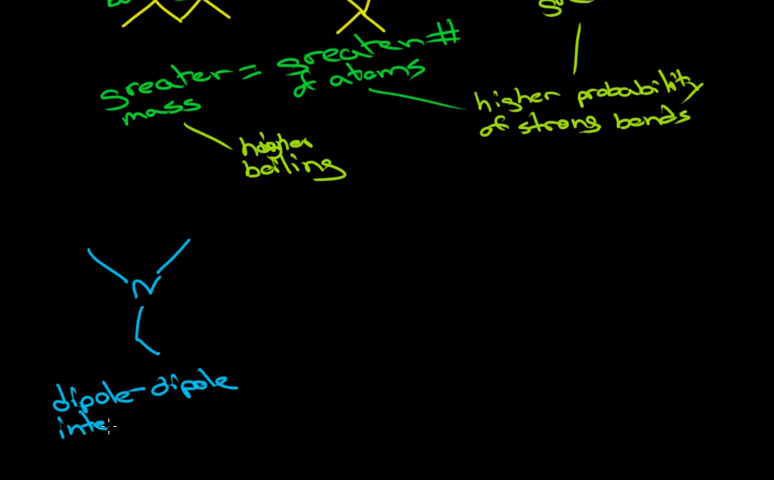 greater = greater #
mass of atoms
higher probability
of strong bonds
higher
boiling
N
dipole-dipole
inte